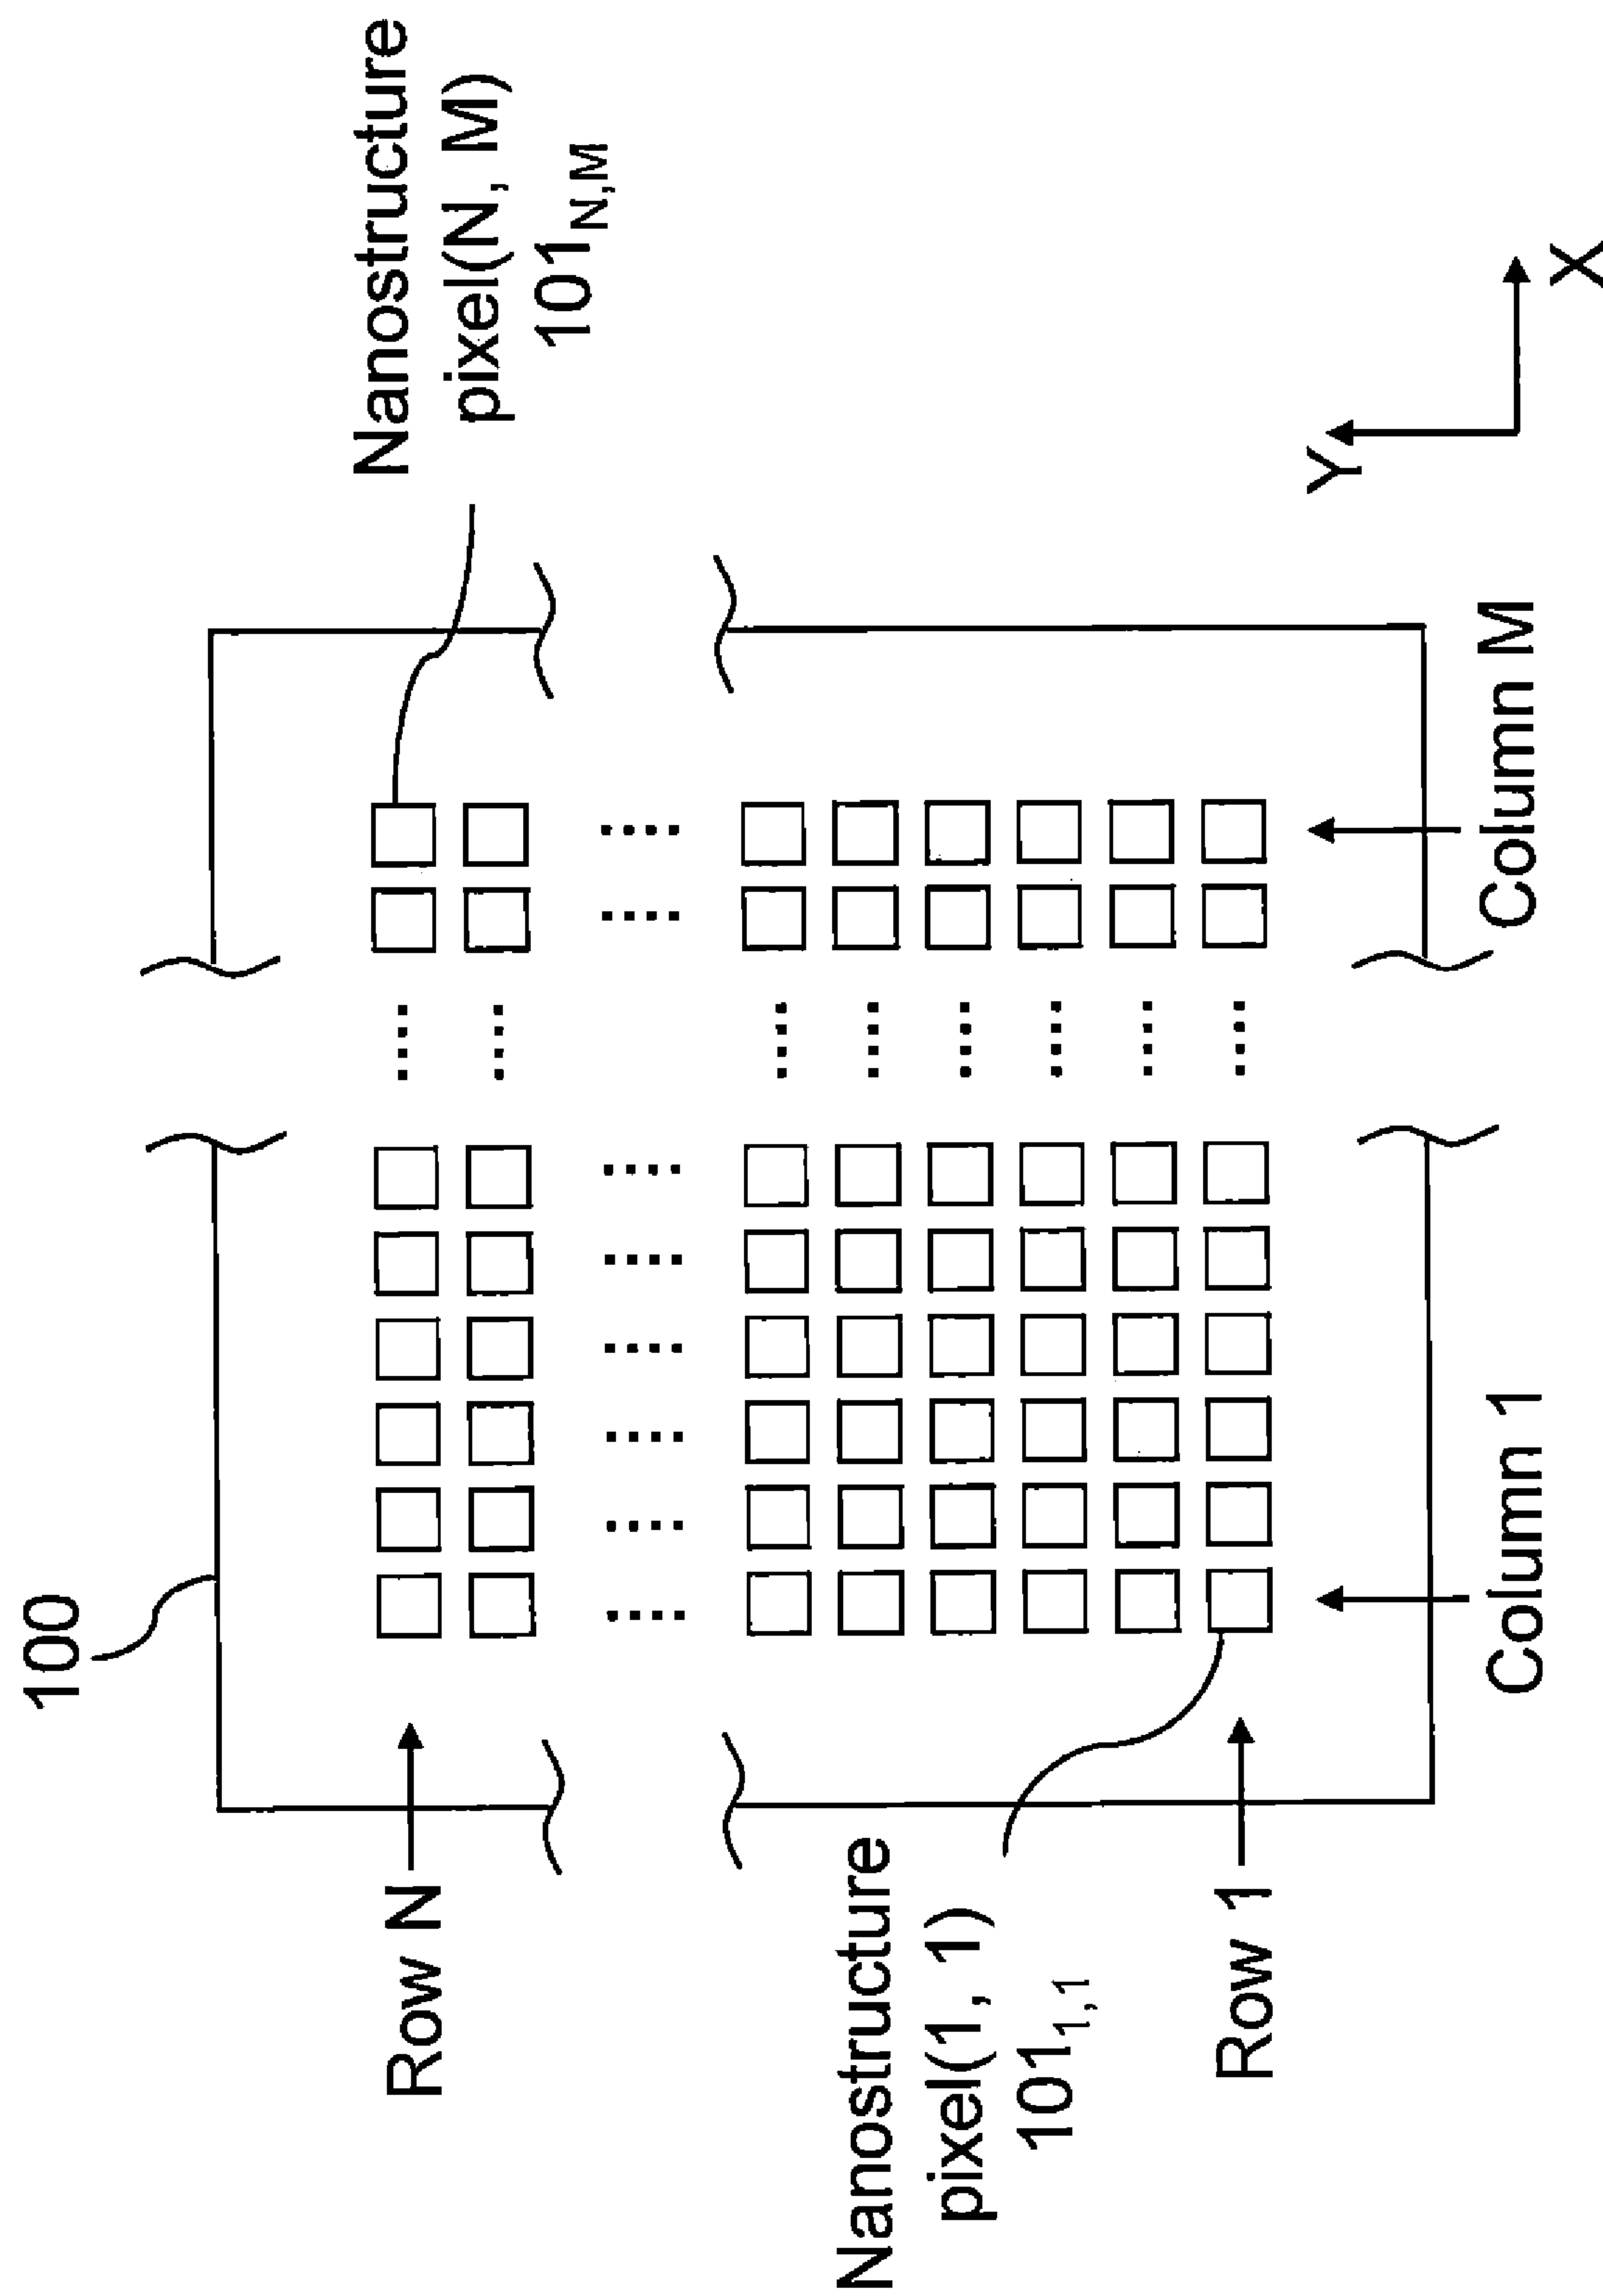 100
Row N
Nanostructure
pixel(N, M)
101N,M
Nanostructure
pixel(1, 1)
1011,1
Row 1
Column 1
Column M
Y
X